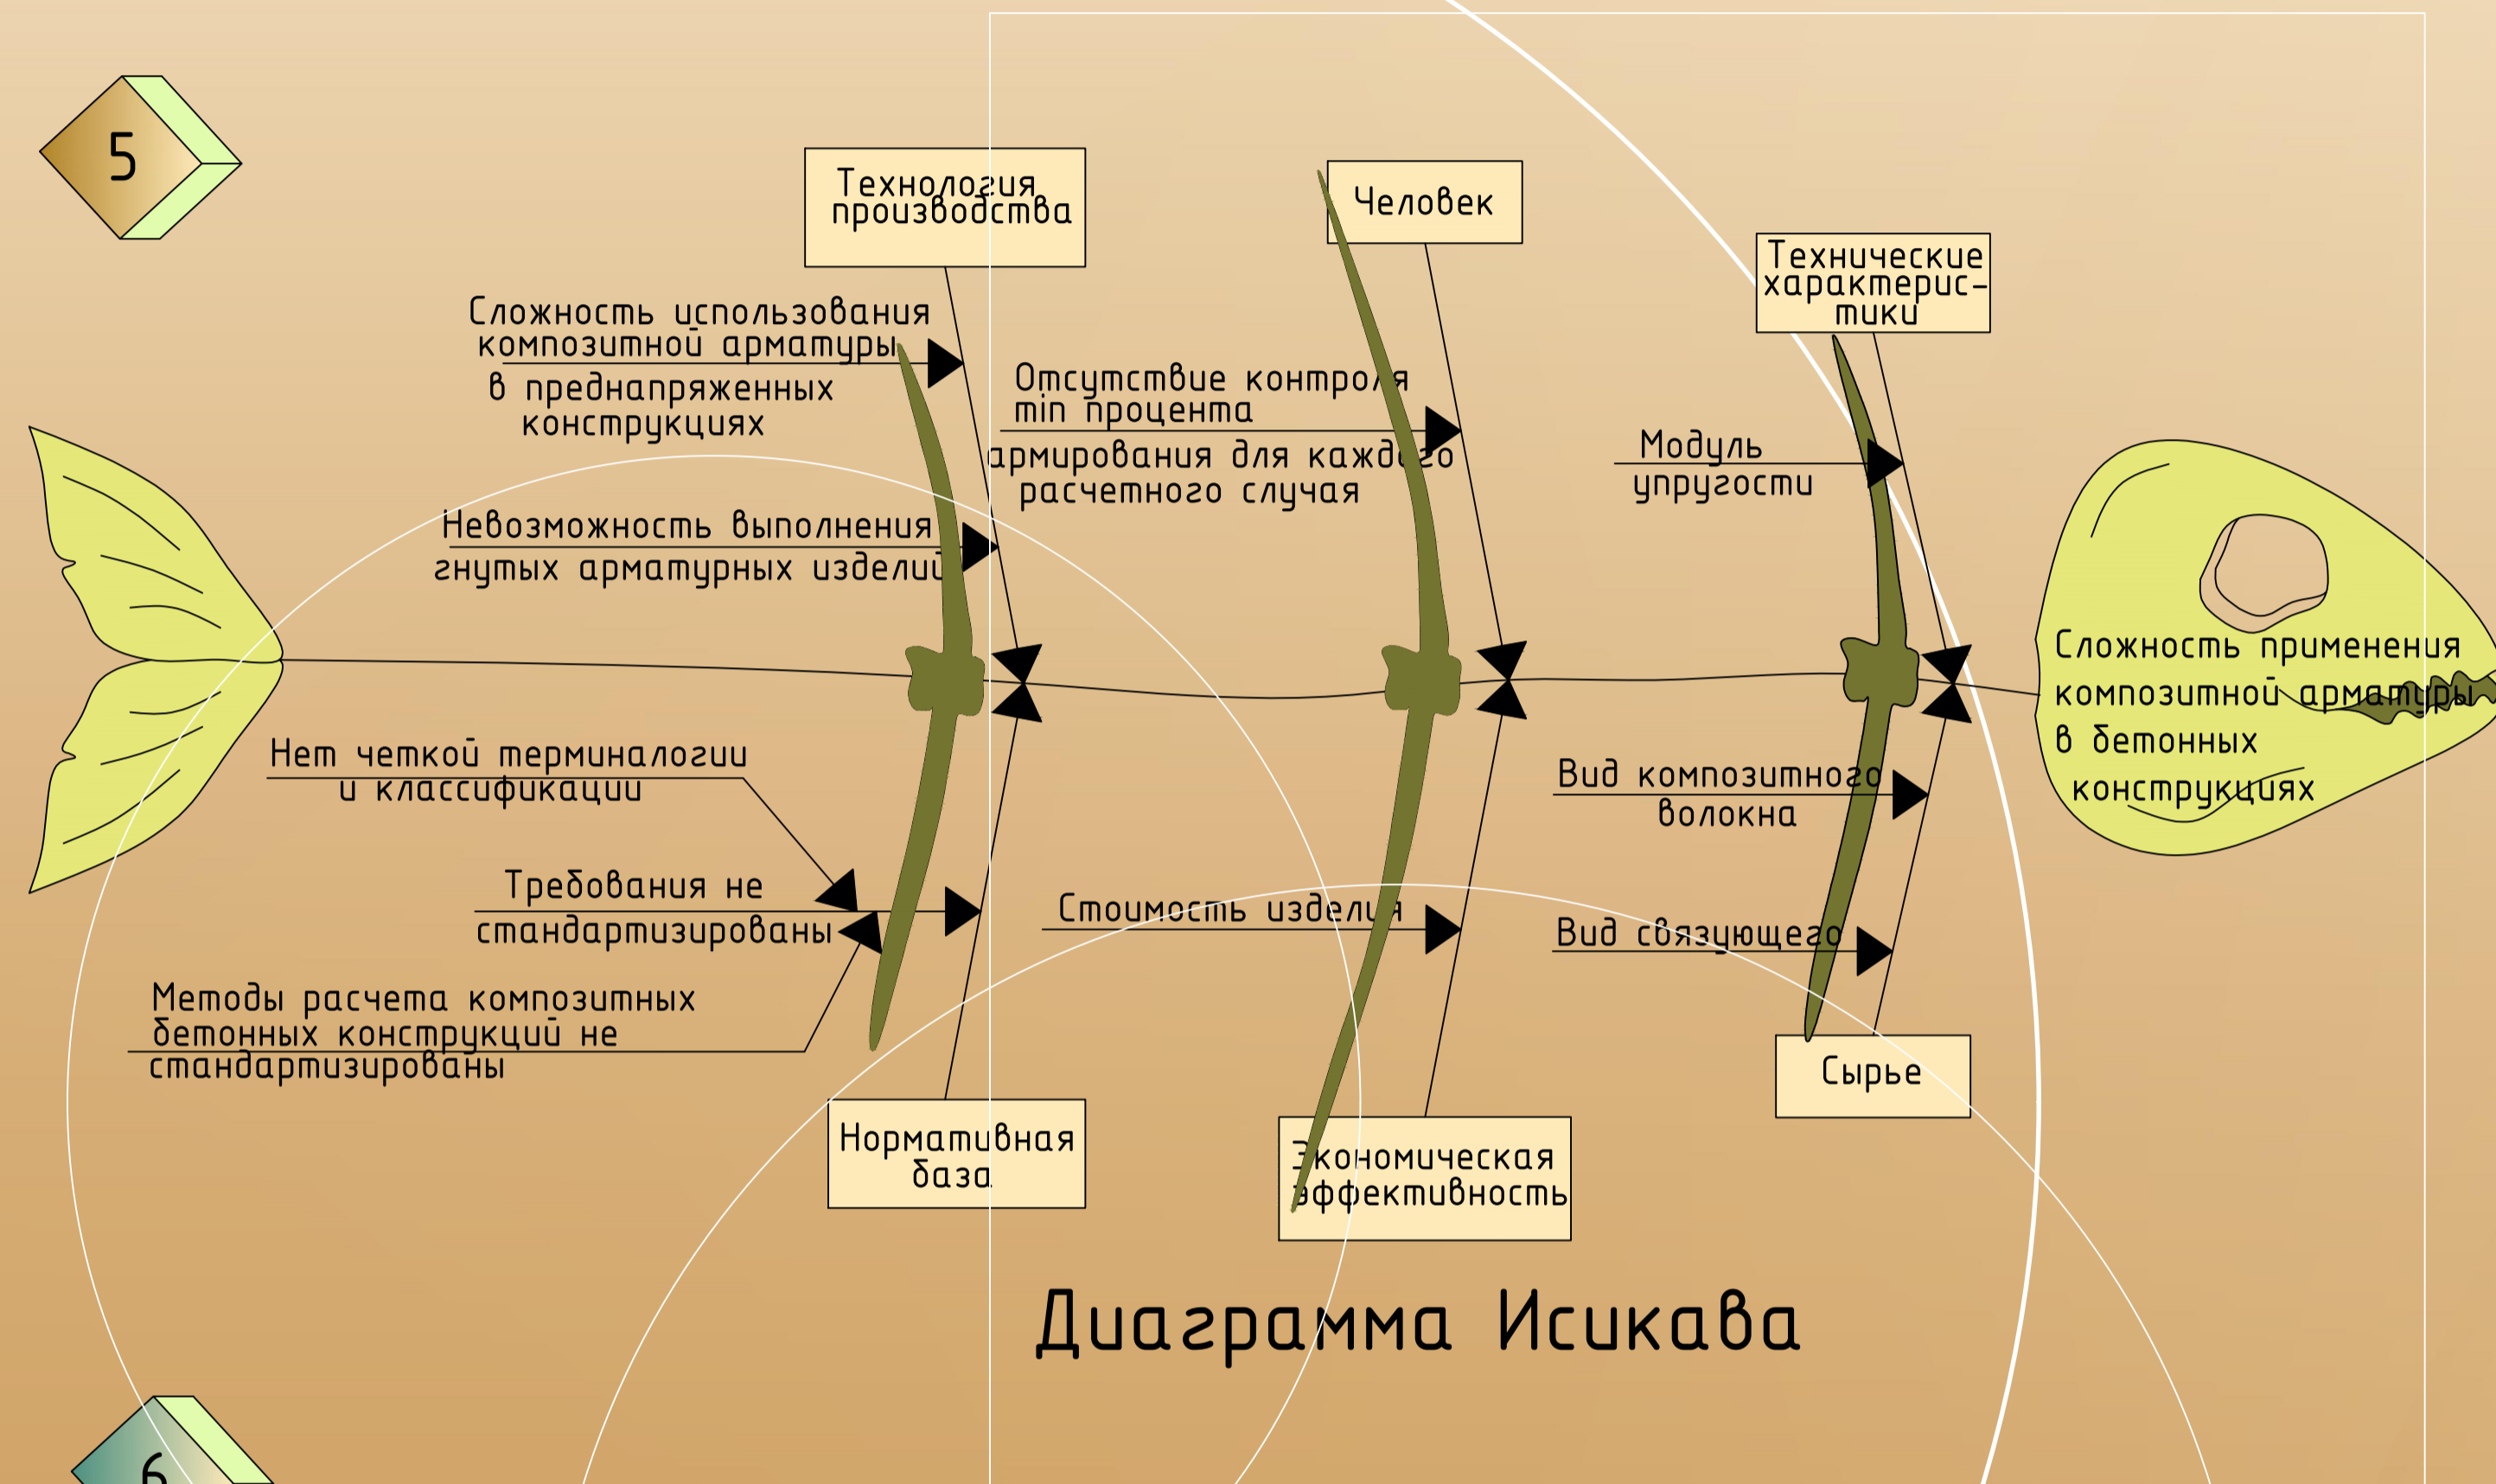 5
Технология
производства
Человек
Технические
характерис-
тики
Сложность использования
композитной арматуры
в преднапряженных
конструкциях
Отсутствие контроля
min процента
армирования для каждого
расчетного случая
Модуль
упругости
Невозможность выполнения
гнутых арматурных изделий
Сложность применения
композитной арматуры
в бетонных
конструкциях
Нет четкой терминалогии
и классификации
Вид композитного
волокна
Требования не
стандартизированы
Стоимость изделия
Вид связующего
Методы расчета композитных
бетонных конструкций не
стандартизированы
Сырье
Нормативная
база
Экономическая
эффективность
Диаграмма Исикава
6